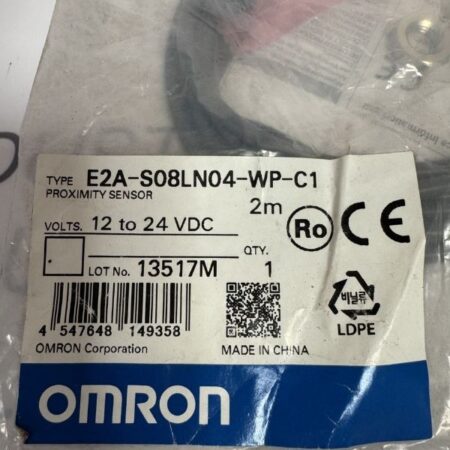 TYPE E2A-S08LN04-WP-C1
PROXIMITY SENSOR 2m
VOLTS. 12 to 24 VDC
Ro CE
QTY.
LOT No. 13517M 1
4 547648 149358
비닐류
LDPE
OMRON Corporation MADE IN CHINA
OMRON